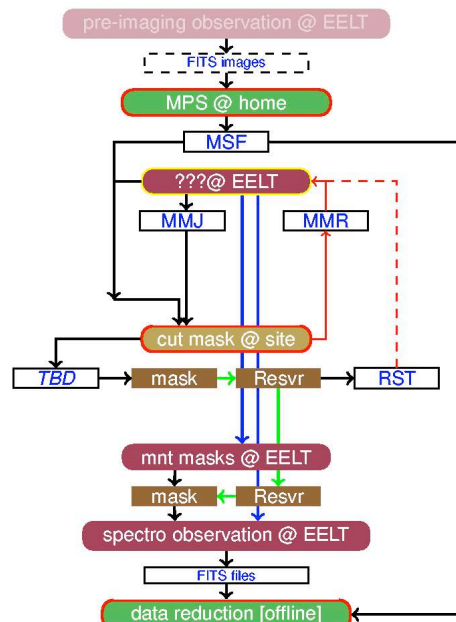 pre-imaging observation @ EELT
FITS images
MPS @ home
MSF
???@ EELT
MMJ
MMR
cut mask @ site
TBD
mask
Resvr
RST
mnt masks @ EELT
mask
Resvr
spectro observation @ EELT
FITS files
data reduction [offline]